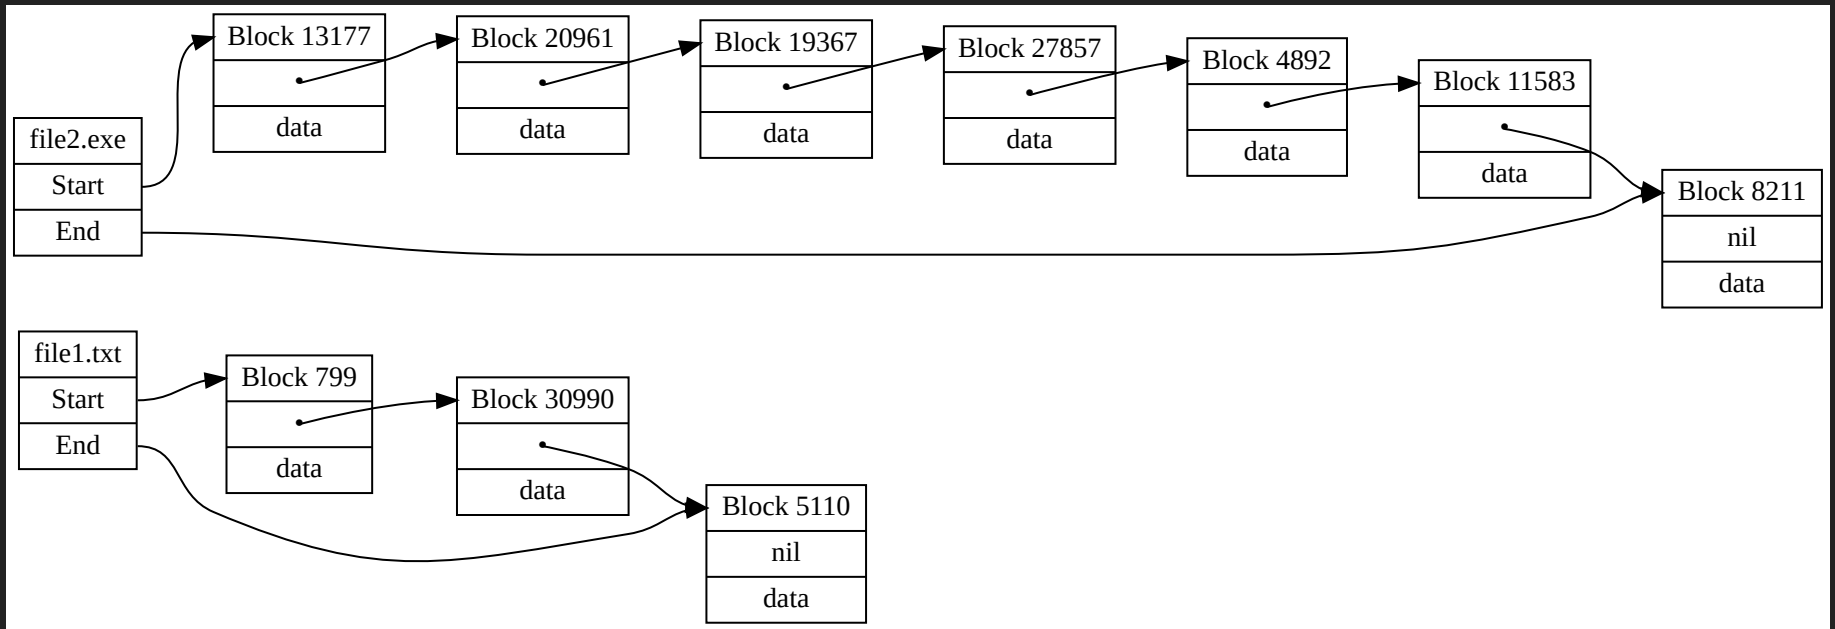 file2.exe
Start
End
Block 13177
data
Block 20961
data
Block 19367
data
Block 27857
data
Block 4892
data
Block 11583
data
Block 8211
nil
data
file1.txt
Start
End
Block 799
data
Block 30990
data
Block 5110
nil
data